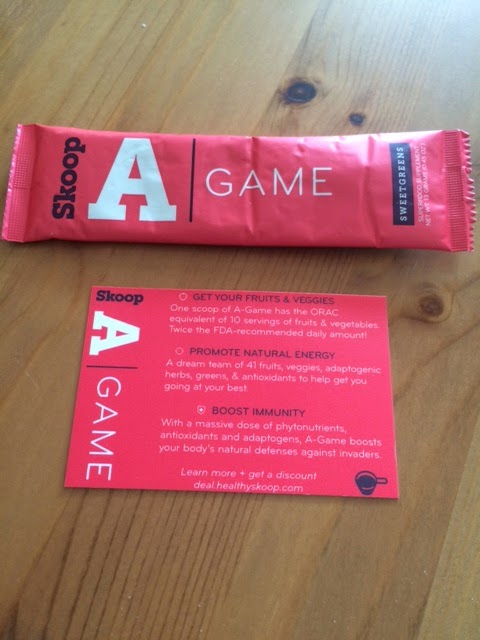 Skoop
A
GAME
SWEETGREENS
SUPERFOOD SUPPLEMENT
Skoop
A
GAME
GET YOUR FRUITS & VEGGIES
One scoop of A-Game has the ORAC
equivalent of 10 servings of fruits & vegetables.
Twice the FDA-recommended daily amount!
PROMOTE NATURAL ENERGY
A dream team of 41 fruits, veggies, adaptogenic
herbs, greens, & antioxidants to help get you
going at your best.
BOOST IMMUNITY
With a massive dose of phytonutrients,
antioxidants and adaptogens, A-Game boosts
your body's natural defenses against invaders.
Learn more + get a discount
deal.healthyskoop.com